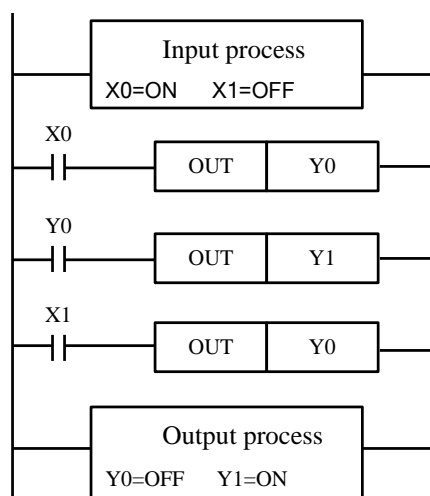 Input process
X0=ON X1=OFF
X0
OUT Y0
Y0
OUT Y1
X1
OUT Y0
Output process
Y0=OFF Y1=ON